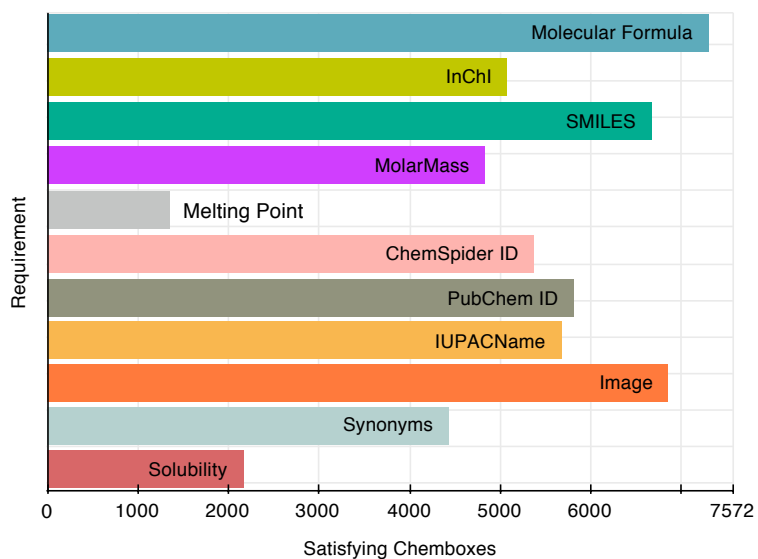 Molecular Formula
InChI
SMILES
MolarMass
Melting Point
ChemSpider ID
PubChem ID
IUPACName
Image
Synonyms
Solubility
Requirement
0 1000 2000 3000 4000 5000 6000 7572
Satisfying Chemboxes